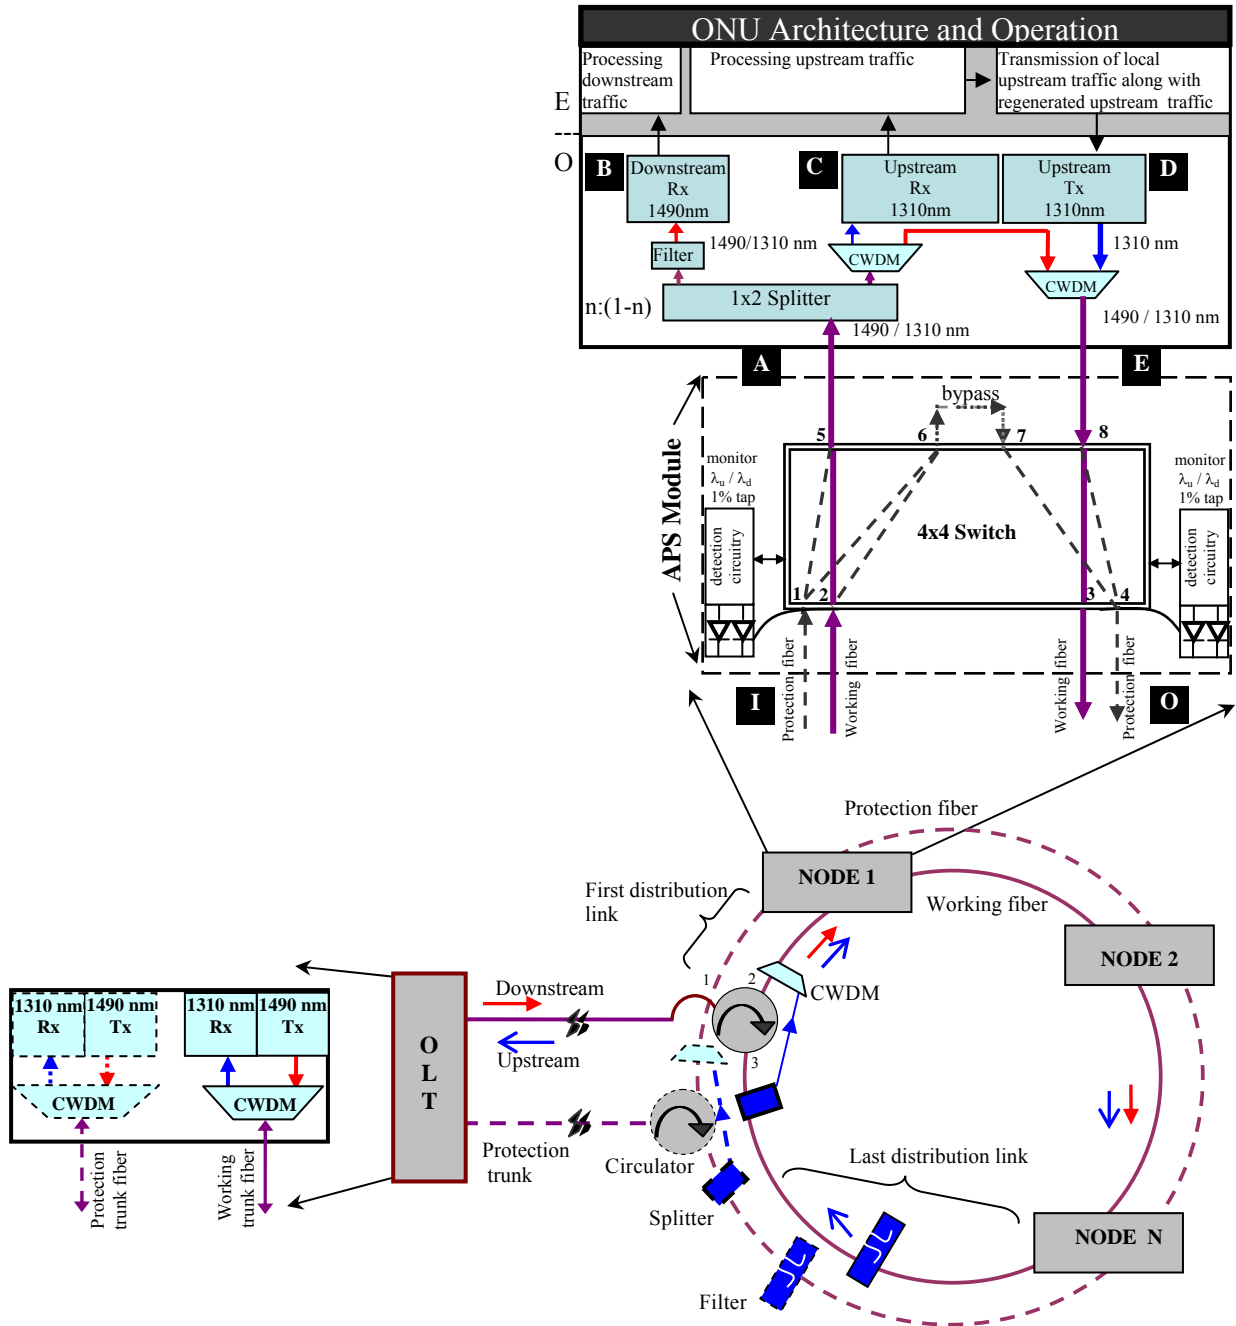 ONU Architecture and Operation
Processing
downstream
traffic
Processing upstream traffic
Transmission of local
upstream traffic along with
regenerated upstream traffic
E
---
O
B
Downstream
Rx
1490nm
C
Upstream
Rx
1310nm
Upstream
Tx
1310nm
D
Filter
1490/1310 nm
CWDM
1310 nm
CWDM
n:(1-n)
1x2 Splitter
1490 / 1310 nm
1490 / 1310 nm
A
E
APS Module
bypass
5
6
7
8
monitor
λu / λd
1% tap
detection
circuitry
4x4 Switch
monitor
λu / λd
1% tap
detection
circuitry
1
2
3
4
I
Protection fiber
Working fiber
Working fiber
Protection fiber
O
Protection fiber
NODE 1
First distribution
link
Working fiber
NODE 2
1
2
3
CWDM
Downstream
Upstream
OLT
1310 nm
Rx
1490 nm
Tx
1310 nm
Rx
1490 nm
Tx
CWDM
CWDM
Protection
trunk fiber
Working
trunk fiber
Protection
trunk
Circulator
Splitter
Last distribution link
NODE N
Filter